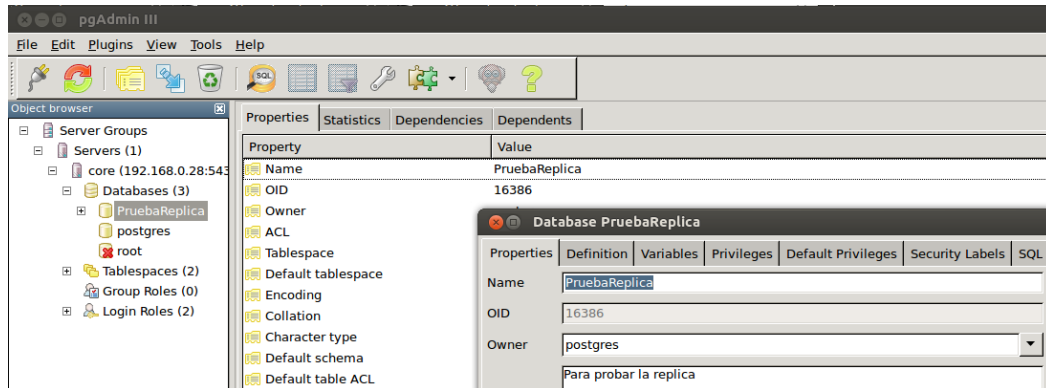 pgAdmin III
File Edit Plugins View Tools Help
SQL
Object browser
Server Groups
Servers (1)
core (192.168.0.28:543
Databases (3)
PruebaReplica
postgres
root
Tablespaces (2)
Group Roles (0)
Login Roles (2)
Properties Statistics Dependencies Dependents
Property Value
Name PruebaReplica
OID 16386
Owner
ACL
Tablespace
Default tablespace
Encoding
Collation
Character type
Default schema
Default table ACL
Database PruebaReplica
Properties Definition Variables Privileges Default Privileges Security Labels SQL
Name PruebaReplica
OID 16386
Owner postgres
Para probar la replica